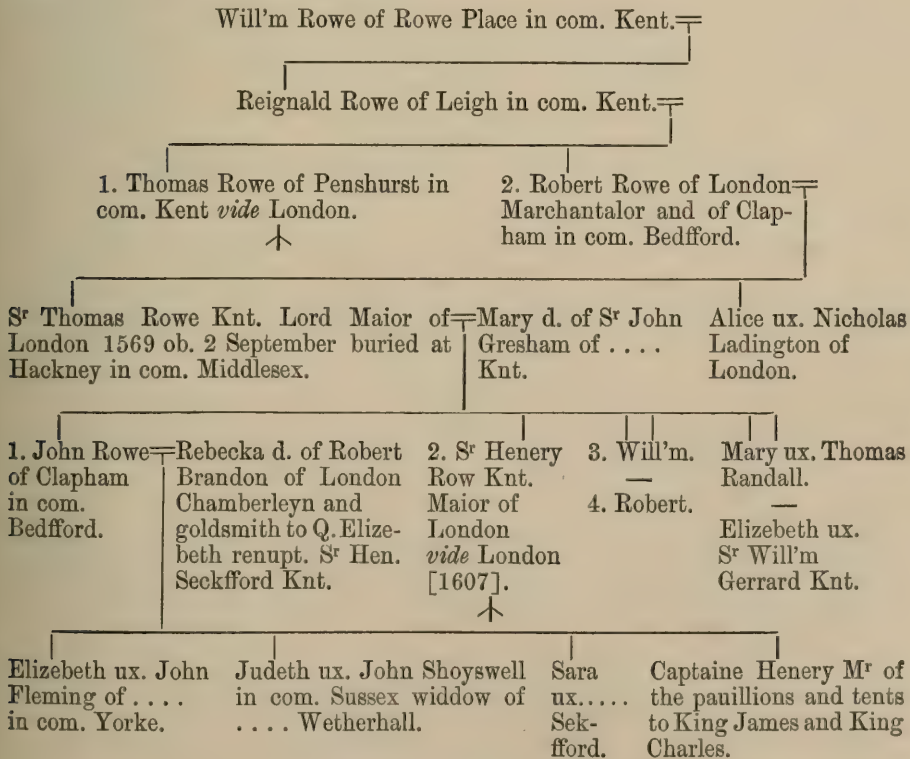 Will'm Rowe of Rowe Place in com. Kent.
Reignald Rowe of Leigh in com. Kent.
1. Thomas Rowe of Penshurst in
com. Kent vide London.
2. Robert Rowe of London
Marchantalor and of Clap-
ham in com. Bedfford.
Sr Thomas Rowe Knt. Lord Maior of
London 1569 ob. 2 September buried at
Hackney in com. Middlesex.
Mary d. of Sr John
Gresham of ....
Knt.
Alice ux. Nicholas
Ladington of
London.
1. John Rowe
of Clapham
in com.
Bedfford.
Rebecka d. of Robert
Brandon of London
Chamberleyn and
goldsmith to Q. Elize-
beth renupt. Sr Hen.
Seckfford Knt.
2. Sr Henery
Row Knt.
Maior of
London
vide London
[1607].
3. Will'm.
—
4. Robert.
Mary ux. Thomas
Randall.
—
Elizebeth ux.
Sr Will'm
Gerrard Knt.
Elizebeth ux. John
Fleming of ....
in com. Yorke.
Judeth ux. John Shoyswell
in com. Sussex widdow of
.... Wetherhall.
Sara
ux.....
Sek-
fford.
Captaine Henery Mr of
the pauillions and tents
to King James and King
Charles.